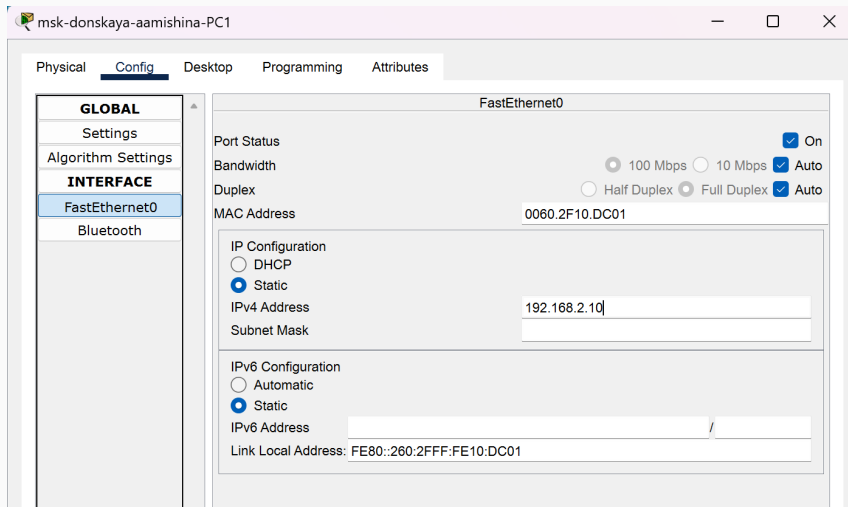 msk-donskaya-aamishina-PC1
Physical Config Desktop Programming Attributes
GLOBAL
Settings
Algorithm Settings
INTERFACE
FastEthernet0
Bluetooth
FastEthernet0
Port Status On
Bandwidth 100 Mbps 10 Mbps Auto
Duplex Half Duplex Full Duplex Auto
MAC Address 0060.2F10.DC01
IP Configuration
DHCP
Static
IPv4 Address 192.168.2.10
Subnet Mask
IPv6 Configuration
Automatic
Static
IPv6 Address /
Link Local Address: FE80::260:2FFF:FE10:DC01